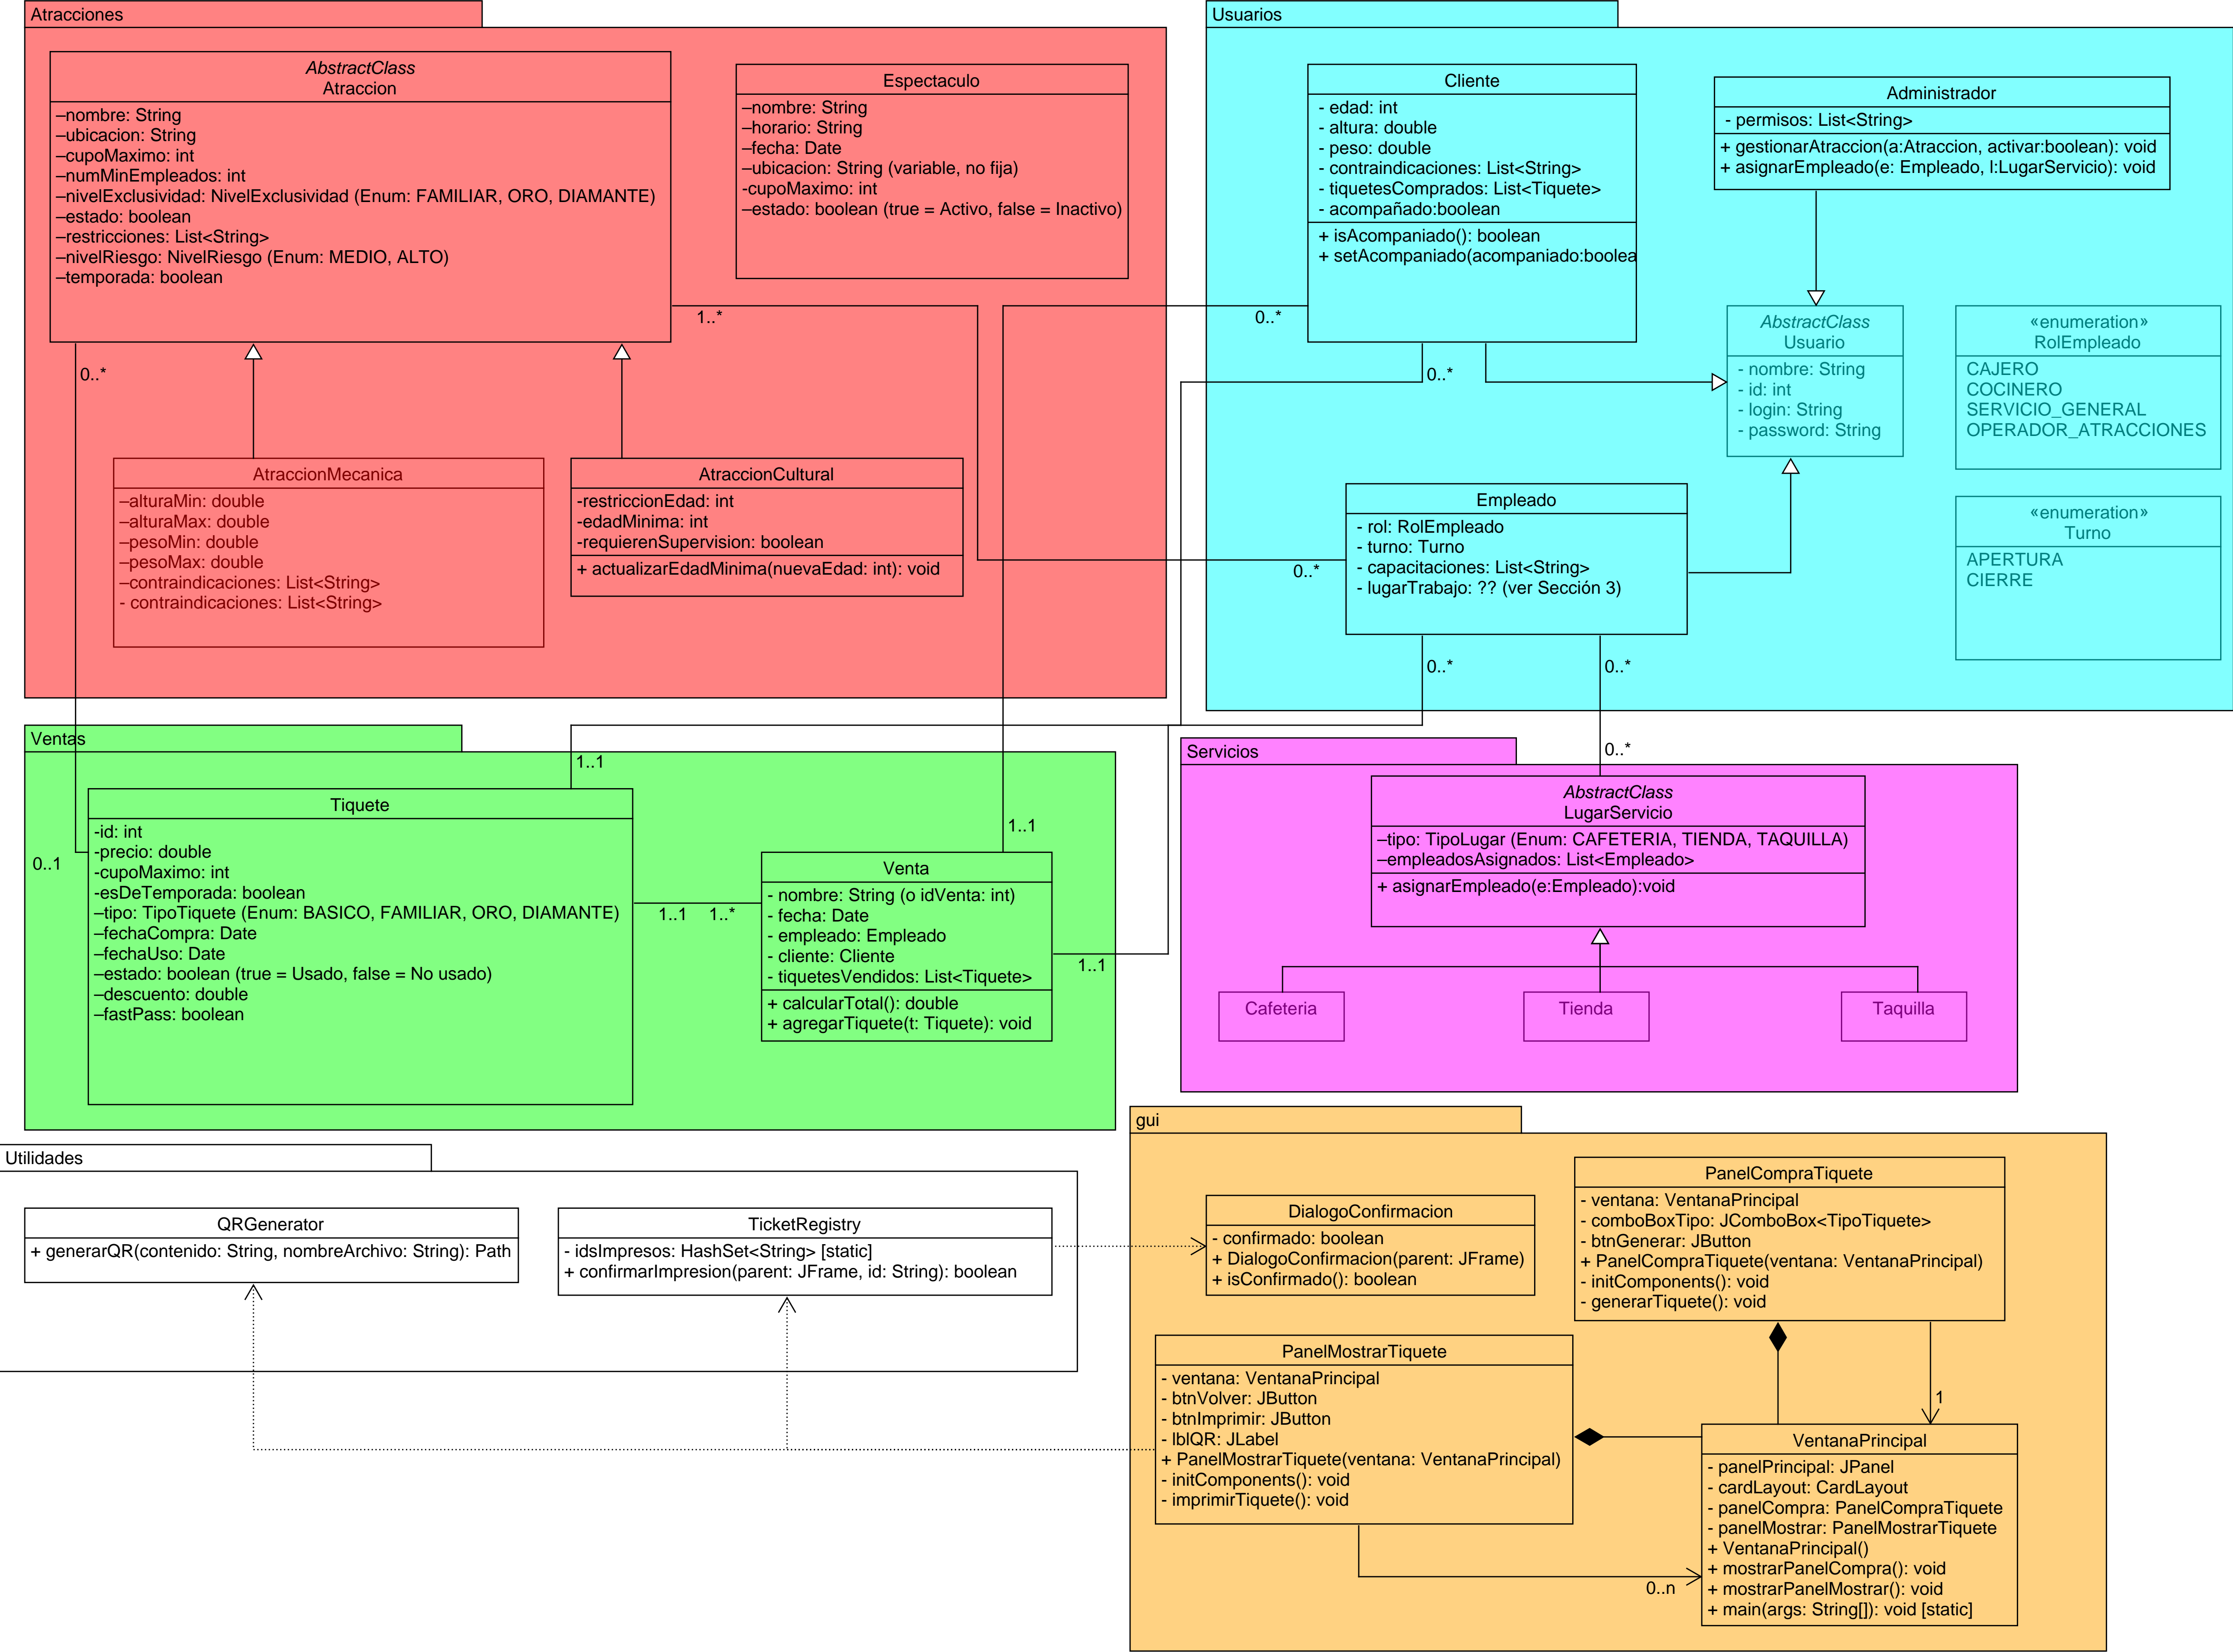 Atracciones
AbstractClass
Atraccion
–nombre: String
–ubicacion: String
–cupoMaximo: int
–numMinEmpleados: int
–nivelExclusividad: NivelExclusividad (Enum: FAMILIAR, ORO, DIAMANTE)
–estado: boolean
–restricciones: List<String>
–nivelRiesgo: NivelRiesgo (Enum: MEDIO, ALTO)
–temporada: boolean
Espectaculo
–nombre: String
–horario: String
–fecha: Date
–ubicacion: String (variable, no fija)
-cupoMaximo: int
–estado: boolean (true = Activo, false = Inactivo)
1..*
0..*
AtraccionMecanica
–alturaMin: double
–alturaMax: double
–pesoMin: double
–pesoMax: double
–contraindicaciones: List<String>
- contraindicaciones: List<String>
AtraccionCultural
-restriccionEdad: int
-edadMinima: int
-requierenSupervision: boolean
+ actualizarEdadMinima(nuevaEdad: int): void
Usuarios
Cliente
- edad: int
- altura: double
- peso: double
- contraindicaciones: List<String>
- tiquetesComprados: List<Tiquete>
- acompañado:boolean
+ isAcompaniado(): boolean
+ setAcompaniado(acompaniado:boolea
Administrador
- permisos: List<String>
+ gestionarAtraccion(a:Atraccion, activar:boolean): void
+ asignarEmpleado(e: Empleado, l:LugarServicio): void
0..*
0..*
AbstractClass
Usuario
- nombre: String
- id: int
- login: String
- password: String
«enumeration»
RolEmpleado
CAJERO
COCINERO
SERVICIO_GENERAL
OPERADOR_ATRACCIONES
Empleado
- rol: RolEmpleado
- turno: Turno
- capacitaciones: List<String>
- lugarTrabajo: ?? (ver Sección 3)
0..*
«enumeration»
Turno
APERTURA
CIERRE
0..*
0..*
Ventas
1..1
0..1
Tiquete
-id: int
-precio: double
-cupoMaximo: int
-esDeTemporada: boolean
–tipo: TipoTiquete (Enum: BASICO, FAMILIAR, ORO, DIAMANTE)
–fechaCompra: Date
–fechaUso: Date
–estado: boolean (true = Usado, false = No usado)
–descuento: double
–fastPass: boolean
1..1
1..*
1..1
Venta
- nombre: String (o idVenta: int)
- fecha: Date
- empleado: Empleado
- cliente: Cliente
- tiquetesVendidos: List<Tiquete>
+ calcularTotal(): double
+ agregarTiquete(t: Tiquete): void
1..1
Servicios
0..*
AbstractClass
LugarServicio
–tipo: TipoLugar (Enum: CAFETERIA, TIENDA, TAQUILLA)
–empleadosAsignados: List<Empleado>
+ asignarEmpleado(e:Empleado):void
Cafeteria
Tienda
Taquilla
Utilidades
QRGenerator
+ generarQR(contenido: String, nombreArchivo: String): Path
TicketRegistry
- idsImpresos: HashSet<String> [static]
+ confirmarImpresion(parent: JFrame, id: String): boolean
gui
DialogoConfirmacion
- confirmado: boolean
+ DialogoConfirmacion(parent: JFrame)
+ isConfirmado(): boolean
PanelCompraTiquete
- ventana: VentanaPrincipal
- comboBoxTipo: JComboBox<TipoTiquete>
- btnGenerar: JButton
+ PanelCompraTiquete(ventana: VentanaPrincipal)
- initComponents(): void
- generarTiquete(): void
PanelMostrarTiquete
- ventana: VentanaPrincipal
- btnVolver: JButton
- btnImprimir: JButton
- lblQR: JLabel
+ PanelMostrarTiquete(ventana: VentanaPrincipal)
- initComponents(): void
- imprimirTiquete(): void
1
0..n
VentanaPrincipal
- panelPrincipal: JPanel
- cardLayout: CardLayout
- panelCompra: PanelCompraTiquete
- panelMostrar: PanelMostrarTiquete
+ VentanaPrincipal()
+ mostrarPanelCompra(): void
+ mostrarPanelMostrar(): void
+ main(args: String[]): void [static]